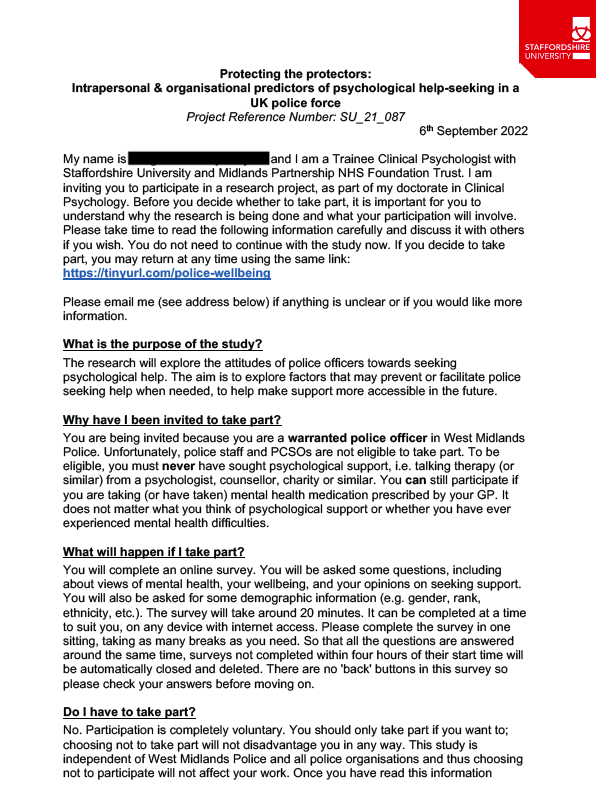 STAFFORDSHIRE
UNIVERSITY
Protecting the protectors:
Intrapersonal & organisational predictors of psychological help-seeking in a
UK police force
Project Reference Number: SU_21_087
6th September 2022
My name is and I am a Trainee Clinical Psychologist with
Staffordshire University and Midlands Partnership NHS Foundation Trust. I am
inviting you to participate in a research project, as part of my doctorate in Clinical
Psychology. Before you decide whether to take part, it is important for you to
understand why the research is being done and what your participation will involve.
Please take time to read the following information carefully and discuss it with others
if you wish. You do not need to continue with the study now. If you decide to take
part, you may return at any time using the same link:
https://tinyurl.com/police-wellbeing
Please email me (see address below) if anything is unclear or if you would like more
information.
What is the purpose of the study?
The research will explore the attitudes of police officers towards seeking
psychological help. The aim is to explore factors that may prevent or facilitate police
seeking help when needed, to help make support more accessible in the future.
Why have I been invited to take part?
You are being invited because you are a warranted police officer in West Midlands
Police. Unfortunately, police staff and PCSOs are not eligible to take part. To be
eligible, you must never have sought psychological support, i.e. talking therapy (or
similar) from a psychologist, counsellor, charity or similar. You can still participate if
you are taking (or have taken) mental health medication prescribed by your GP. It
does not matter what you think of psychological support or whether you have ever
experienced mental health difficulties.
What will happen if I take part?
You will complete an online survey. You will be asked some questions, including
about views of mental health, your wellbeing, and your opinions on seeking support.
You will also be asked for some demographic information (e.g. gender, rank,
ethnicity, etc.). The survey will take around 20 minutes. It can be completed at a time
to suit you, on any device with internet access. Please complete the survey in one
sitting, taking as many breaks as you need. So that all the questions are answered
around the same time, surveys not completed within four hours of their start time will
be automatically closed and deleted. There are no 'back' buttons in this survey so
please check your answers before moving on.
Do I have to take part?
No. Participation is completely voluntary. You should only take part if you want to;
choosing not to take part will not disadvantage you in any way. This study is
independent of West Midlands Police and all police organisations and thus choosing
not to participate will not affect your work. Once you have read this information